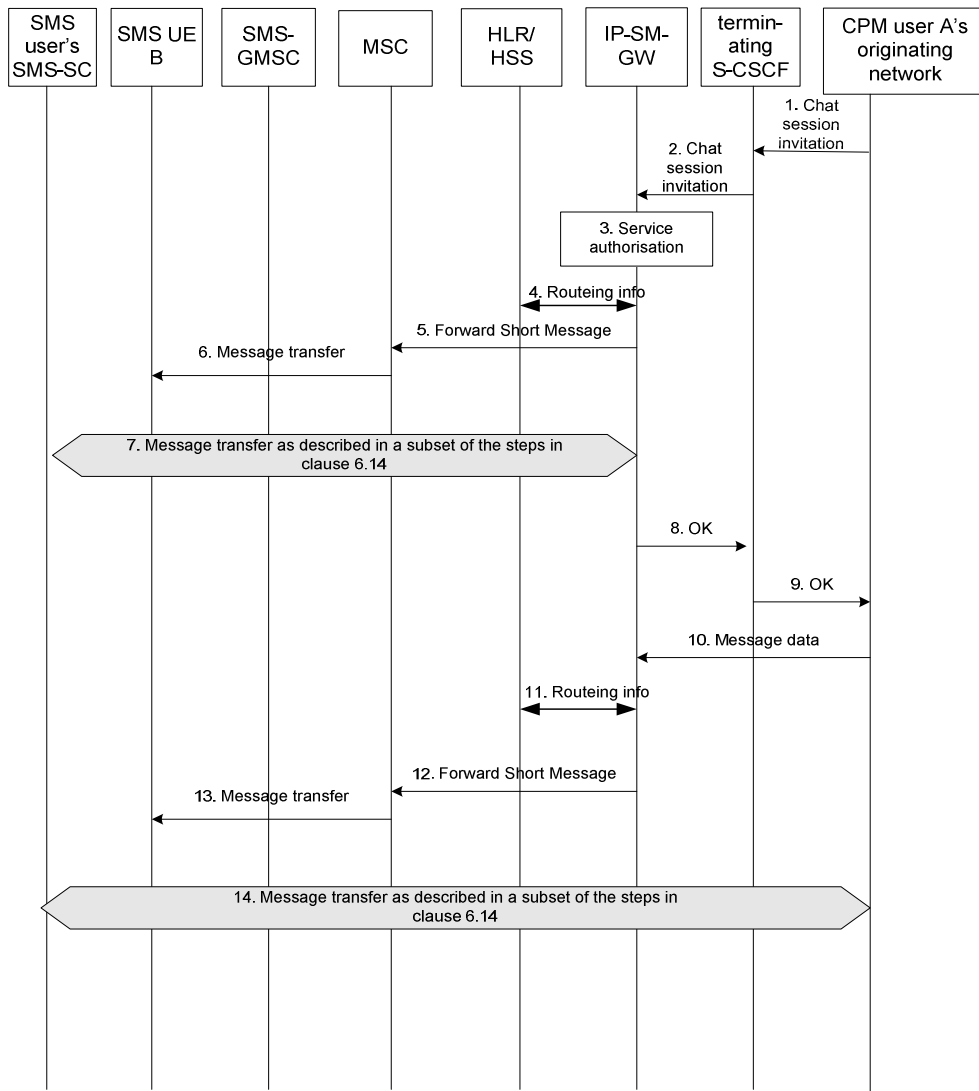 SMS
user's
SMS-SC
SMS UE
B
SMS-
GMSC
MSC
HLR/
HSS
IP-SM-
GW
termin-
ating
S-CSCF
CPM user A's
originating
network
1. Chat
session
invitation
2. Chat
session
invitation
3. Service
authorisation
4. Routeing info
5. Forward Short Message
6. Message transfer
7. Message transfer as described in a subset of the steps in
clause 6.14
8. OK
9. OK
10. Message data
11. Routeing info
12. Forward Short Message
13. Message transfer
14. Message transfer as described in a subset of the steps in
clause 6.14